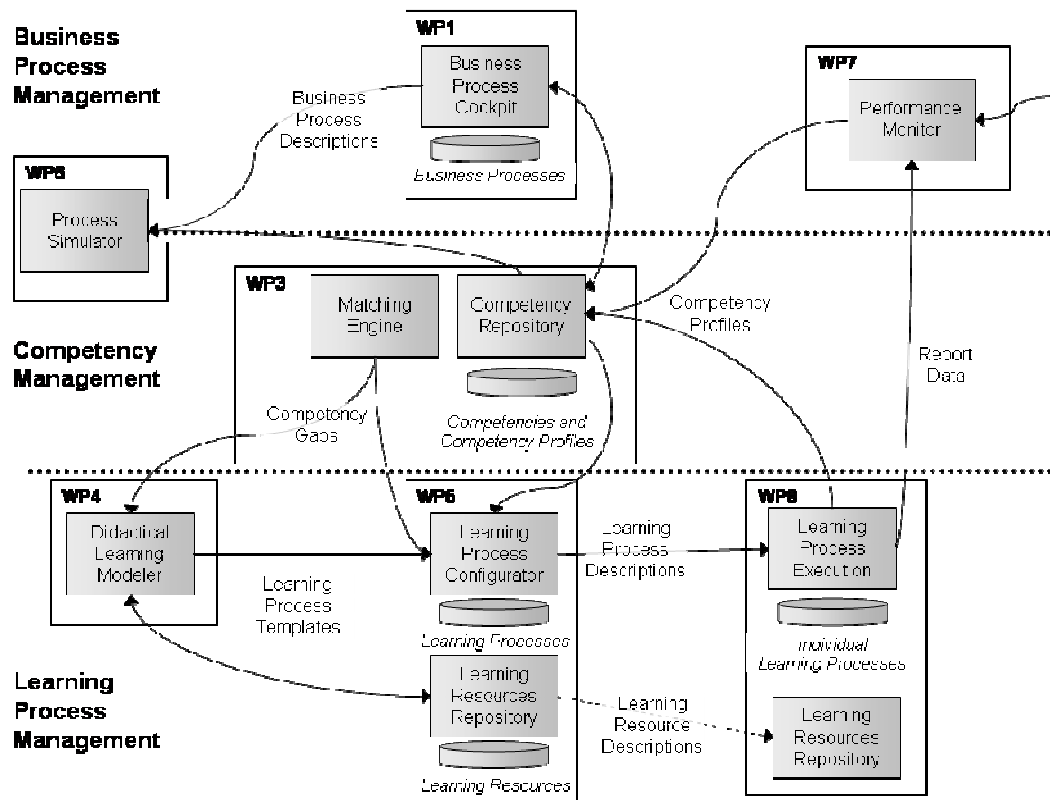 Business
Process
Management
WP1
Business
Process
Cockpit
Business Processes
Business
Process
Descriptions
WP7
Performance
Monitor
Process
Simulator
Competency
Management
WP3
Matching
Engine
Competency
Repository
Competencies and
Competency Profiles
Competency
Gaps
Competency
Profiles
Report
Data
WP4
Didactical
Learning
Modeler
Learning
Process
Templates
WP5
Learning
Process
Configurator
Learning Processes
Learning
Resources
Repository
Learning Resources
Learning
Process
Descriptions
Learning
Process
Execution
Individual
Learning Processes
Learning
Resource
Descriptions
Learning
Resources
Repository
Learning
Process
Management